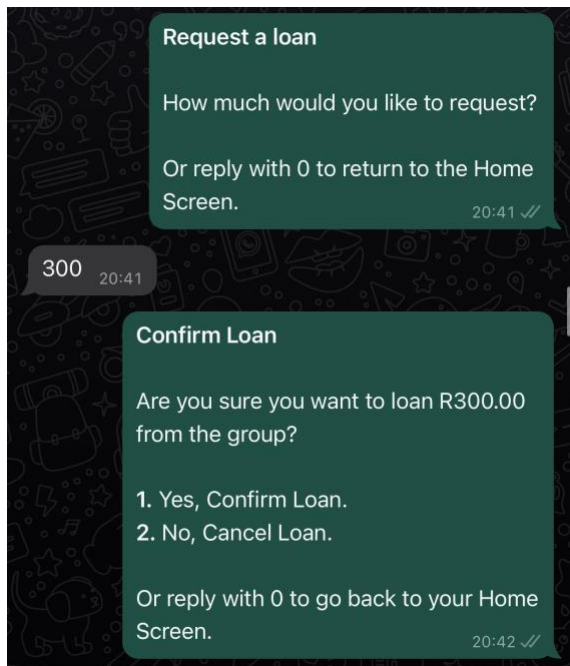 Request a loan
How much would you like to request?
Or reply with 0 to return to the Home
Screen.
20:41
300
20:41
Confirm Loan
Are you sure you want to loan R300.00
from the group?
1. Yes, Confirm Loan.
2. No, Cancel Loan.
Or reply with 0 to go back to your Home
Screen.
20:42